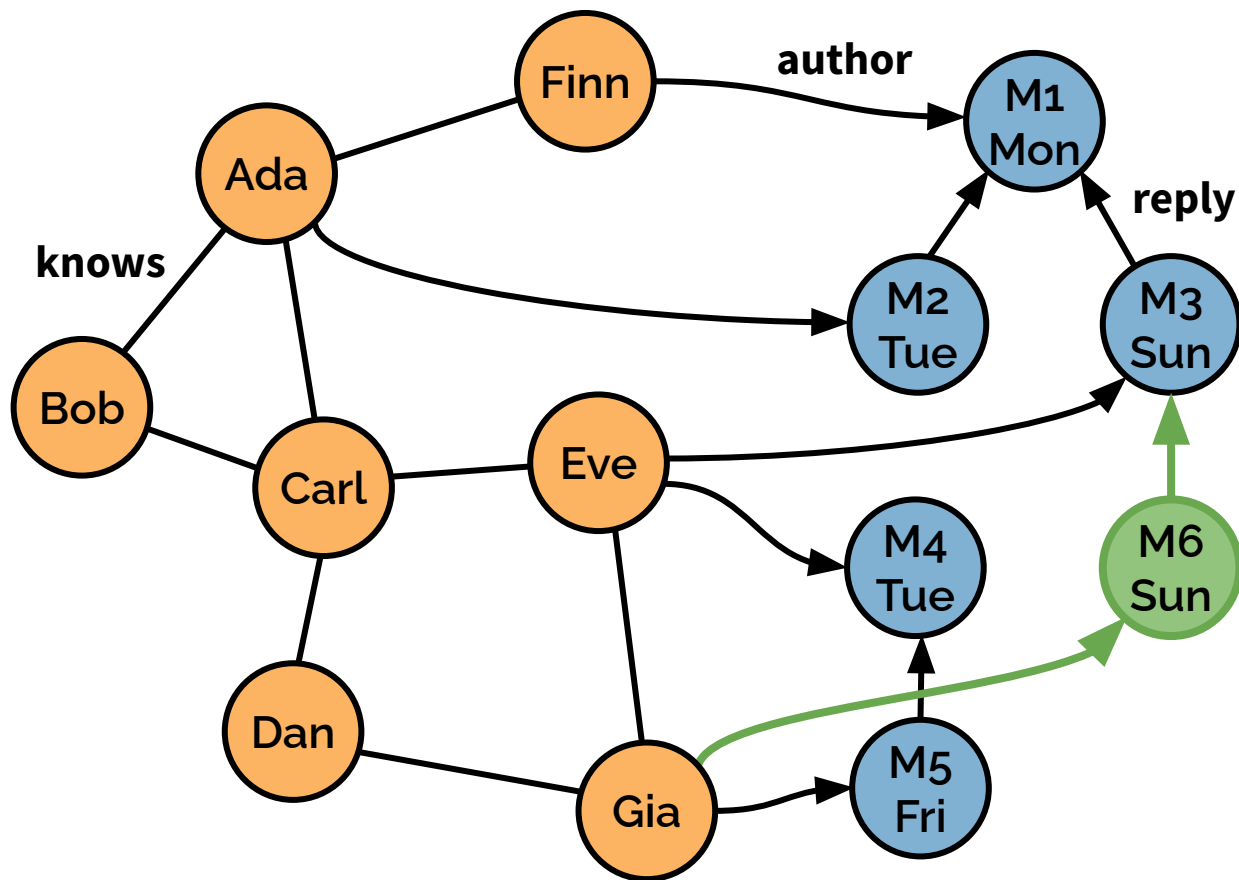 Finn
author
M1
Mon
Ada
reply
knows
M2
Tue
M3
Sun
Bob
Eve
Carl
M4
Tue
M6
Sun
Dan
M5
Fri
Gia